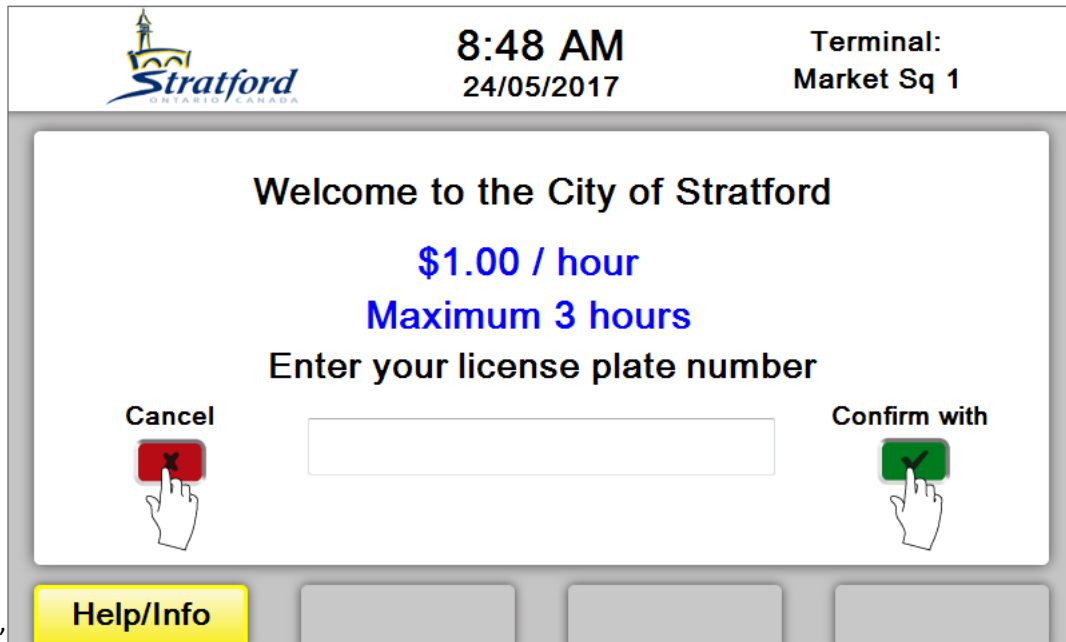 Stratford
ONTARIO CANADA
8:48 AM
24/05/2017
Terminal:
Market Sq 1
Welcome to the City of Stratford
$1.00 / hour
Maximum 3 hours
Enter your license plate number
Cancel
Confirm with
Help/Info
,